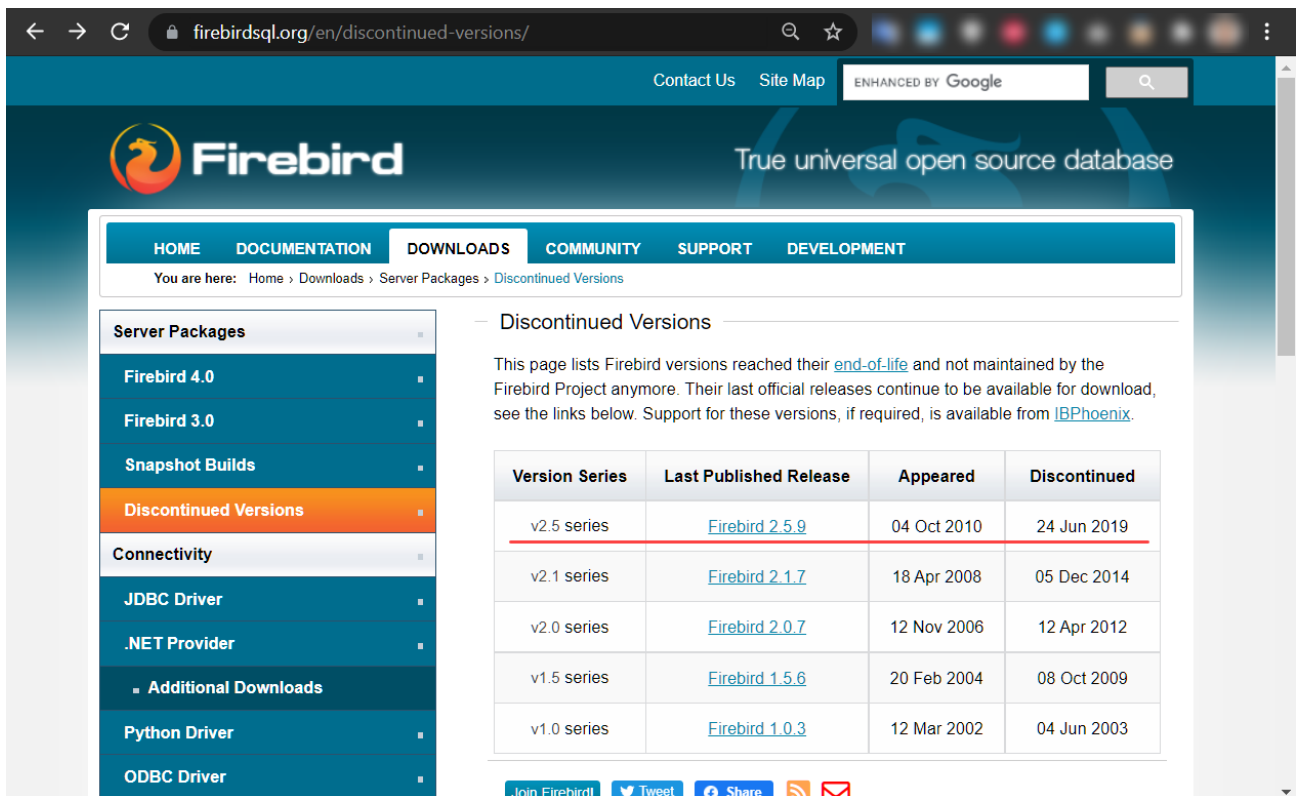 firebirdsql.org/en/discontinued-versions/
Contact Us Site Map ENHANCED BY Google
Firebird True universal open source database
HOME DOCUMENTATION DOWNLOADS COMMUNITY SUPPORT DEVELOPMENT
You are here: Home › Downloads › Server Packages › Discontinued Versions
Server Packages
Firebird 4.0
Firebird 3.0
Snapshot Builds
Discontinued Versions
Connectivity
JDBC Driver
.NET Provider
Additional Downloads
Python Driver
ODBC Driver
Discontinued Versions
This page lists Firebird versions reached their end-of-life and not maintained by the
Firebird Project anymore. Their last official releases continue to be available for download,
see the links below. Support for these versions, if required, is available from IBPhoenix.
Version Series Last Published Release Appeared Discontinued
v2.5 series Firebird 2.5.9 04 Oct 2010 24 Jun 2019
v2.1 series Firebird 2.1.7 18 Apr 2008 05 Dec 2014
v2.0 series Firebird 2.0.7 12 Nov 2006 12 Apr 2012
v1.5 series Firebird 1.5.6 20 Feb 2004 08 Oct 2009
v1.0 series Firebird 1.0.3 12 Mar 2002 04 Jun 2003
Join Firebird! Tweet Share